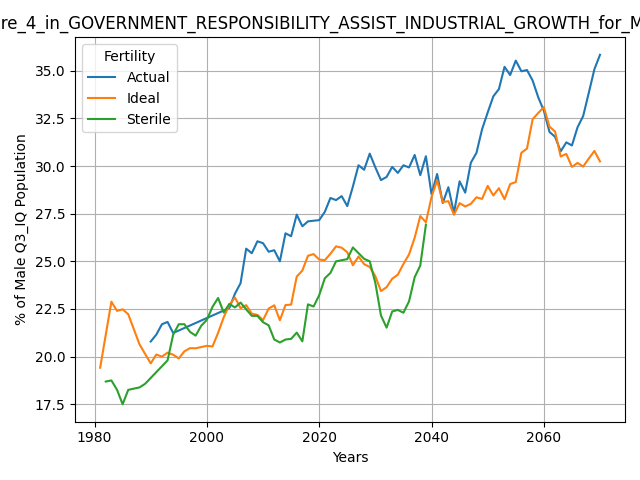 re_4_in_GOVERNMENT_RESPONSIBILITY_ASSIST_INDUSTRIAL_GROWTH_for_M
Fertility
Actual
Ideal
Sterile
% of Male Q3_IQ Population
35.0
32.5
30.0
27.5
25.0
22.5
20.0
17.5
1980
2000
2020
2040
2060
Years